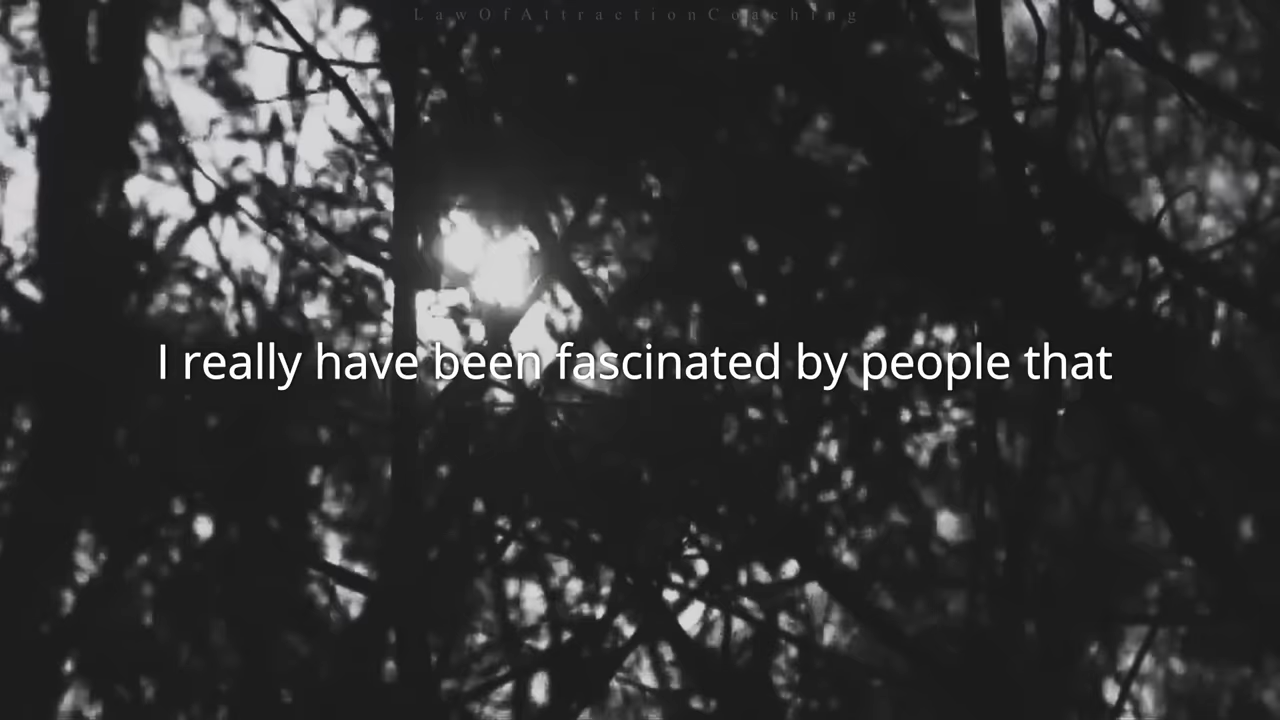 LawOfAttractionCoaching
I really have been fascinated by people that